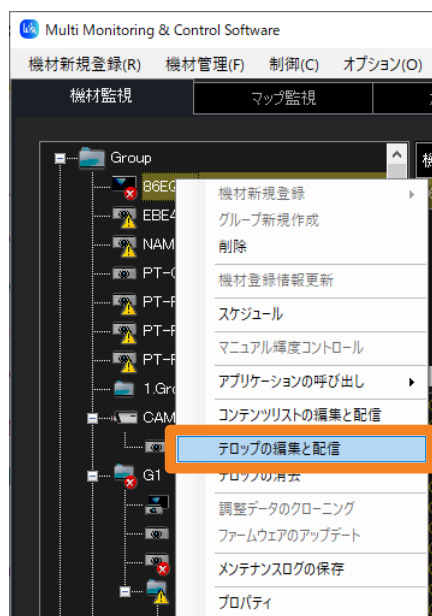 Multi Monitoring & Control Software
機材新規登録(R) 機材管理(F) 制御(C) オプション(O)
機材監視 マップ監視
Group
86EG
機材新規登録
EBE4
グループ新規作成
NAM
削除
PT-
機材登録情報更新
PT-F
スケジュール
PT-F
マニュアル輝度コントロール
PT-F
アプリケーションの呼び出し
1.Gr
コンテンツリストの編集と配信
CAM
テロップの編集と配信
G1
テロップの消去
調整データのクローニング
ファームウェアのアップデート
メンテナンスログの保存
プロパティ